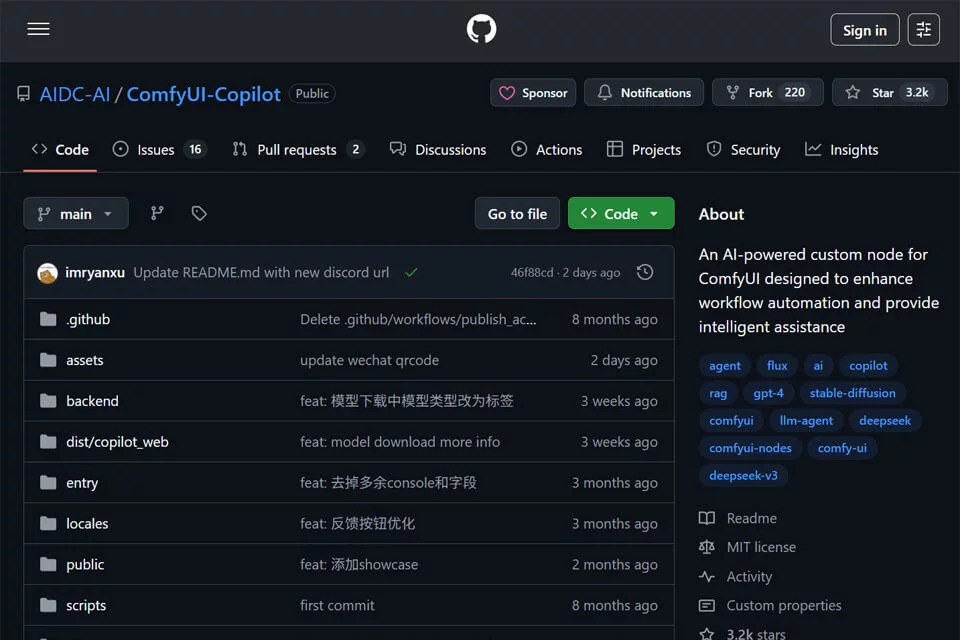 Sign in
AIDC-AI / ComfyUI-Copilot Public
Sponsor Notifications Fork 220 Star 3.2k
Code Issues 16 Pull requests 2 Discussions Actions Projects Security Insights
main Go to file Code
imryanxu Update README.md with new discord url 46f88cd · 2 days ago
.github Delete .github/workflows/publish_ac... 8 months ago
assets update wechat qrcode 2 days ago
backend feat: 模型下载中模型类型改为标签 3 weeks ago
dist/copilot_web feat: model download more info 3 weeks ago
entry feat: 去掉多余console和字段 3 months ago
locales feat: 反馈按钮优化 3 months ago
public feat: 添加showcase 2 months ago
scripts first commit 8 months ago
About
An AI-powered custom node for
ComfyUI designed to enhance
workflow automation and provide
intelligent assistance
agent flux ai copilot
rag gpt-4 stable-diffusion
comfyui llm-agent deepseek
comfyui-nodes comfy-ui
deepseek-v3
Readme
MIT license
Activity
Custom properties
3.2k stars